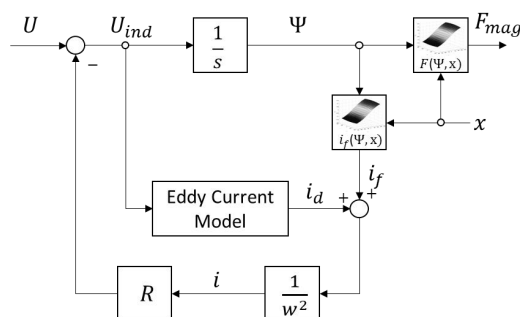 U
U_ind
−
1
s
Ψ
F(Ψ,x)
F_mag
i_f(Ψ,x)
x
Eddy Current
Model
i_d
+
+
i_f
R
i
1
w²